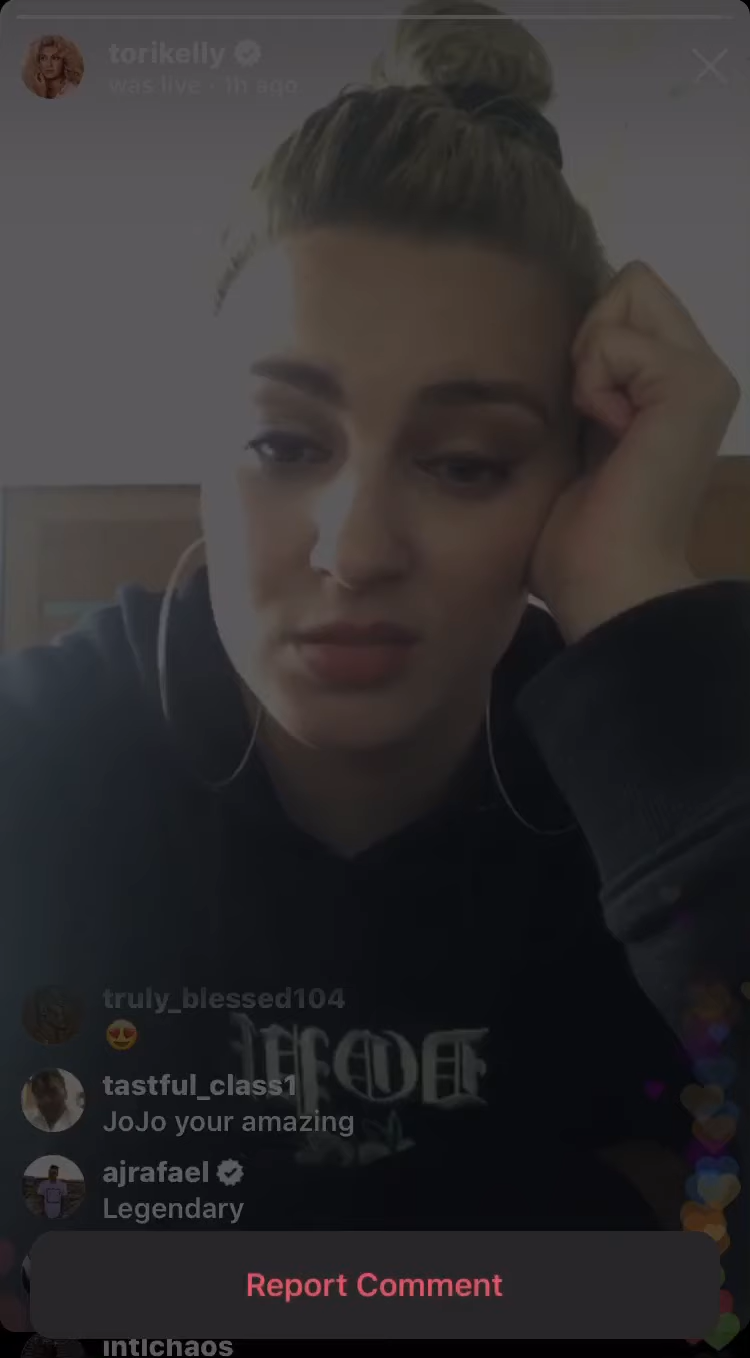 torikelly
was live · 1h ago
truly_blessed104
😍
tastful_class1
JoJo your amazing
ajrafael
Legendary
Report Comment
intlchaos